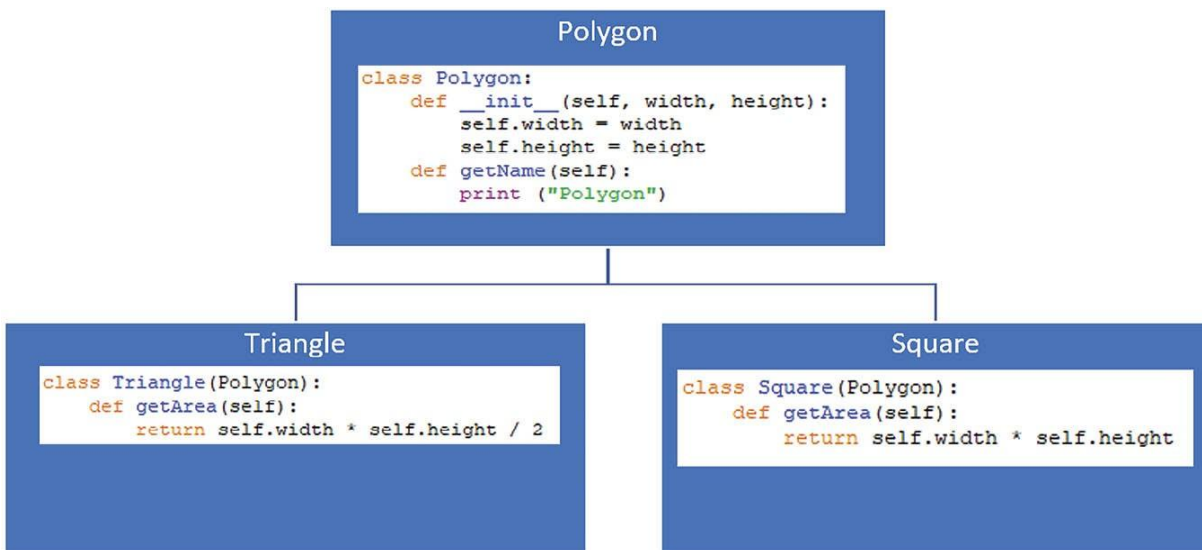 Polygon
class Polygon:
    def __init__(self, width, height):
        self.width = width
        self.height = height
    def getName(self):
        print ("Polygon")
Triangle
class Triangle(Polygon):
    def getArea(self):
        return self.width * self.height / 2
Square
class Square(Polygon):
    def getArea(self):
        return self.width * self.height